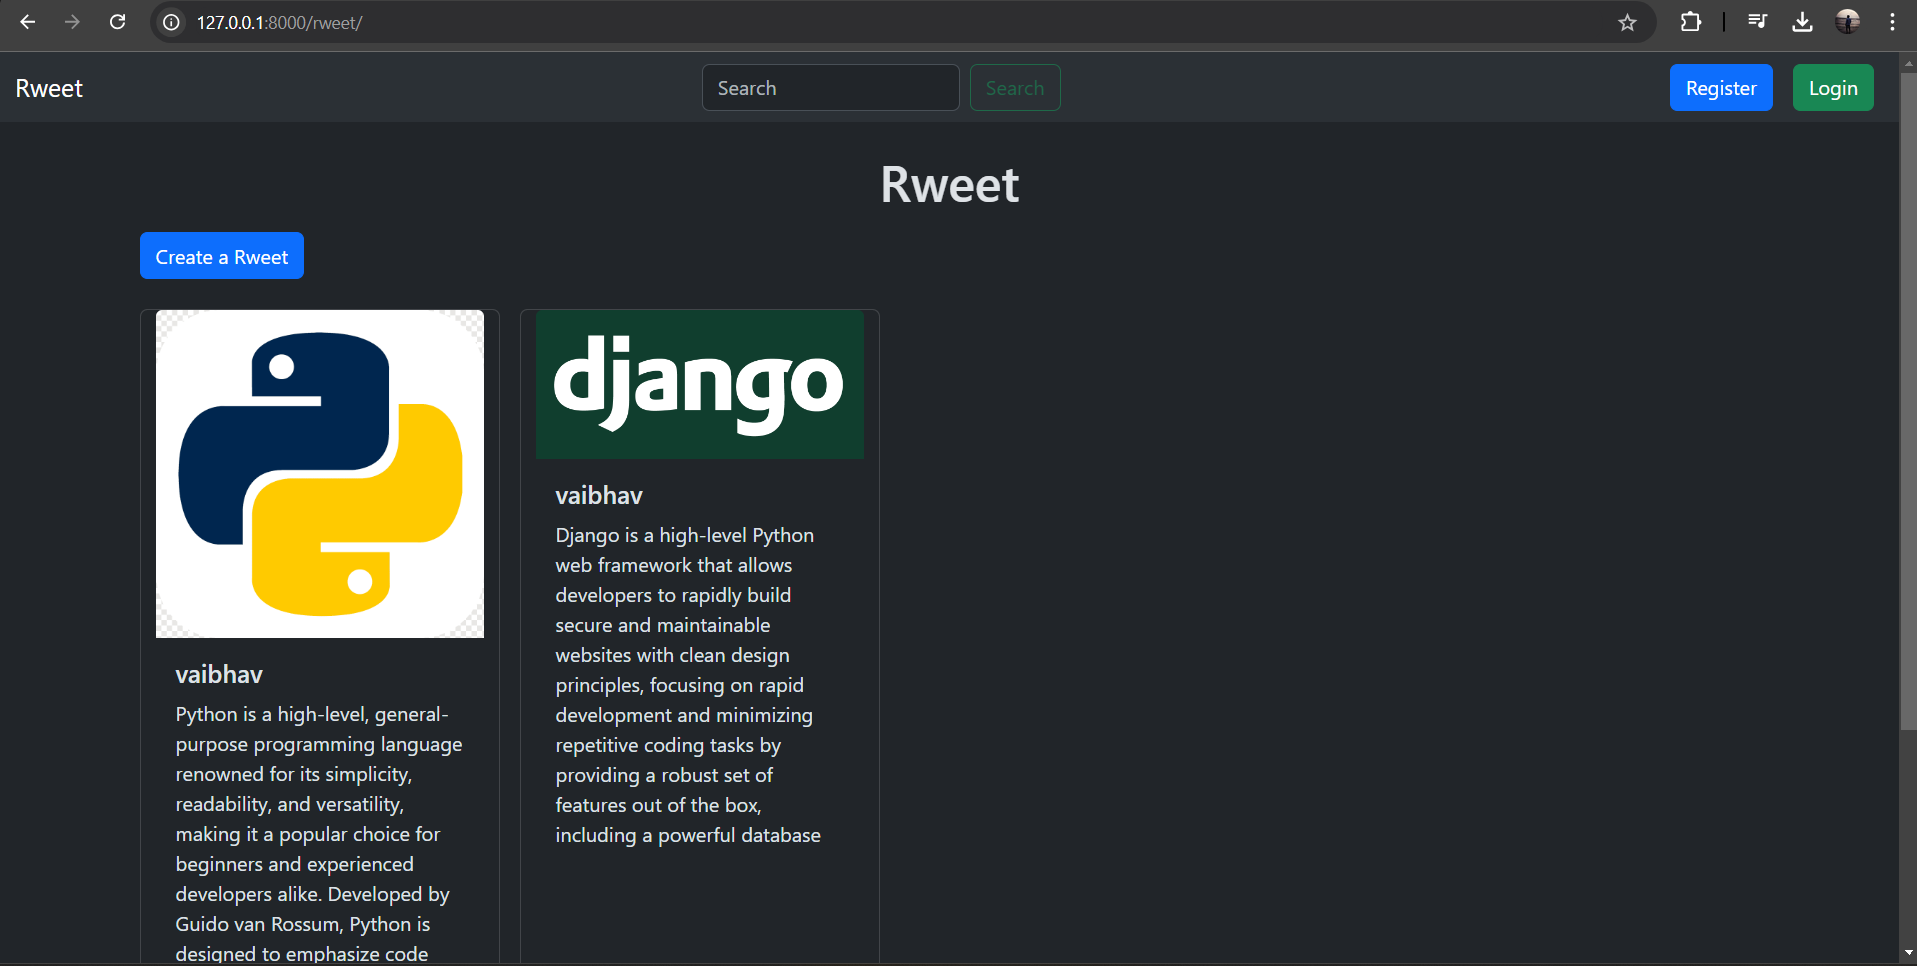 127.0.0.1:8000/rweet/
Rweet
Search
Search
Register
Login
Rweet
Create a Rweet
vaibhav
Python is a high-level, general-
purpose programming language
renowned for its simplicity,
readability, and versatility,
making it a popular choice for
beginners and experienced
developers alike. Developed by
Guido van Rossum, Python is
designed to emphasize code
django
vaibhav
Django is a high-level Python
web framework that allows
developers to rapidly build
secure and maintainable
websites with clean design
principles, focusing on rapid
development and minimizing
repetitive coding tasks by
providing a robust set of
features out of the box,
including a powerful database